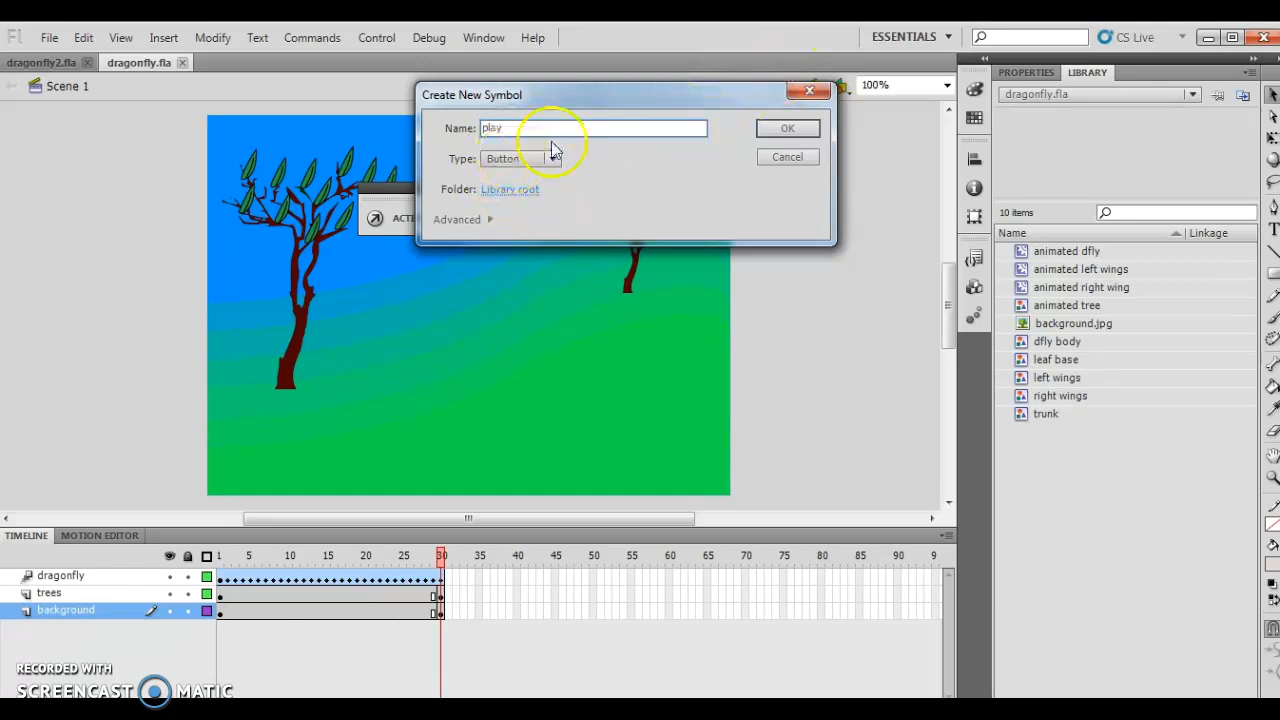 Fl File Edit View Insert Modify Text Commands Control Debug Window Help ESSENTIALS CS Live
dragonfly2.fla dragonfly.fla
Scene 1
100%
Create New Symbol
Name: play
OK
Type: Button
Cancel
Folder: Library root
Advanced
ACTI
PROPERTIES LIBRARY
dragonfly.fla
10 items
Name Linkage
animated dfly
animated left wings
animated right wing
animated tree
background.jpg
dfly body
leaf base
left wings
right wings
trunk
TIMELINE MOTION EDITOR
1 5 10 15 20 25 30 35 40 45 50 55 60 65 70 75 80 85 90 9
dragonfly
trees
background
RECORDED WITH
SCREENCAST MATIC